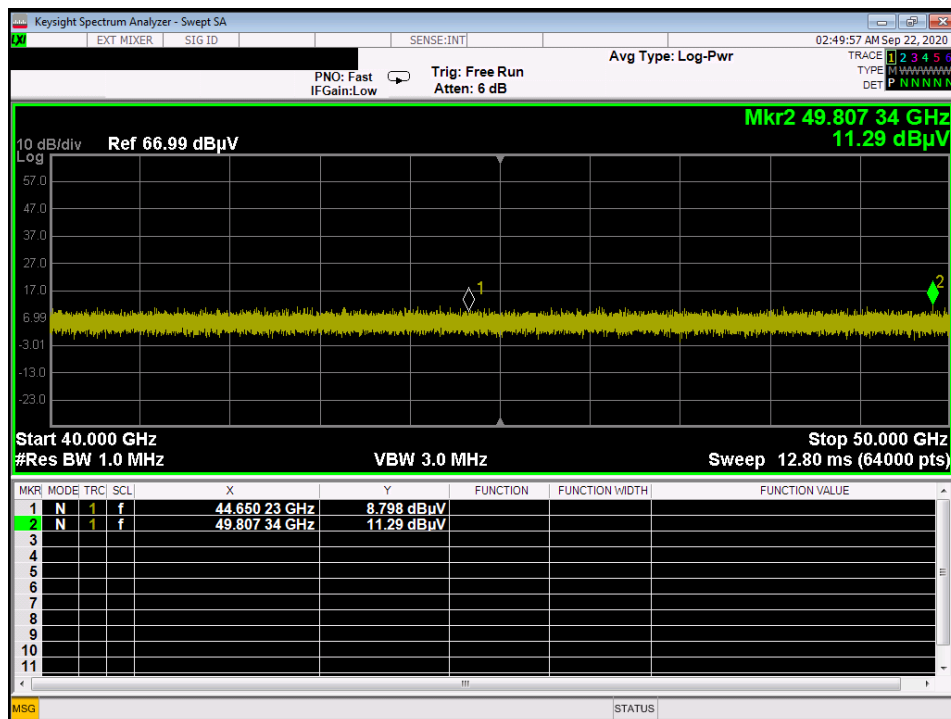 Keysight Spectrum Analyzer - Swept SA
LXI EXT MIXER SIG ID SENSE:INT 02:49:57 AM Sep 22, 2020
Avg Type: Log-Pwr TRACE 1 2 3 4 5 6
PNO: Fast Trig: Free Run TYPE M WWWWW
IFGain:Low Atten: 6 dB DET P N N N N N
Mkr2 49.807 34 GHz
10 dB/div Ref 66.99 dBµV 11.29 dBµV
Log
57.0
47.0
37.0
27.0
17.0
6.99
-3.01
-13.0
-23.0
1
2
Start 40.000 GHz Stop 50.000 GHz
#Res BW 1.0 MHz VBW 3.0 MHz Sweep 12.80 ms (64000 pts)
MKR MODE TRC SCL X Y FUNCTION FUNCTION WIDTH FUNCTION VALUE
1 N 1 f 44.650 23 GHz 8.798 dBµV
2 N 1 f 49.807 34 GHz 11.29 dBµV
3
4
5
6
7
8
9
10
11
MSG STATUS